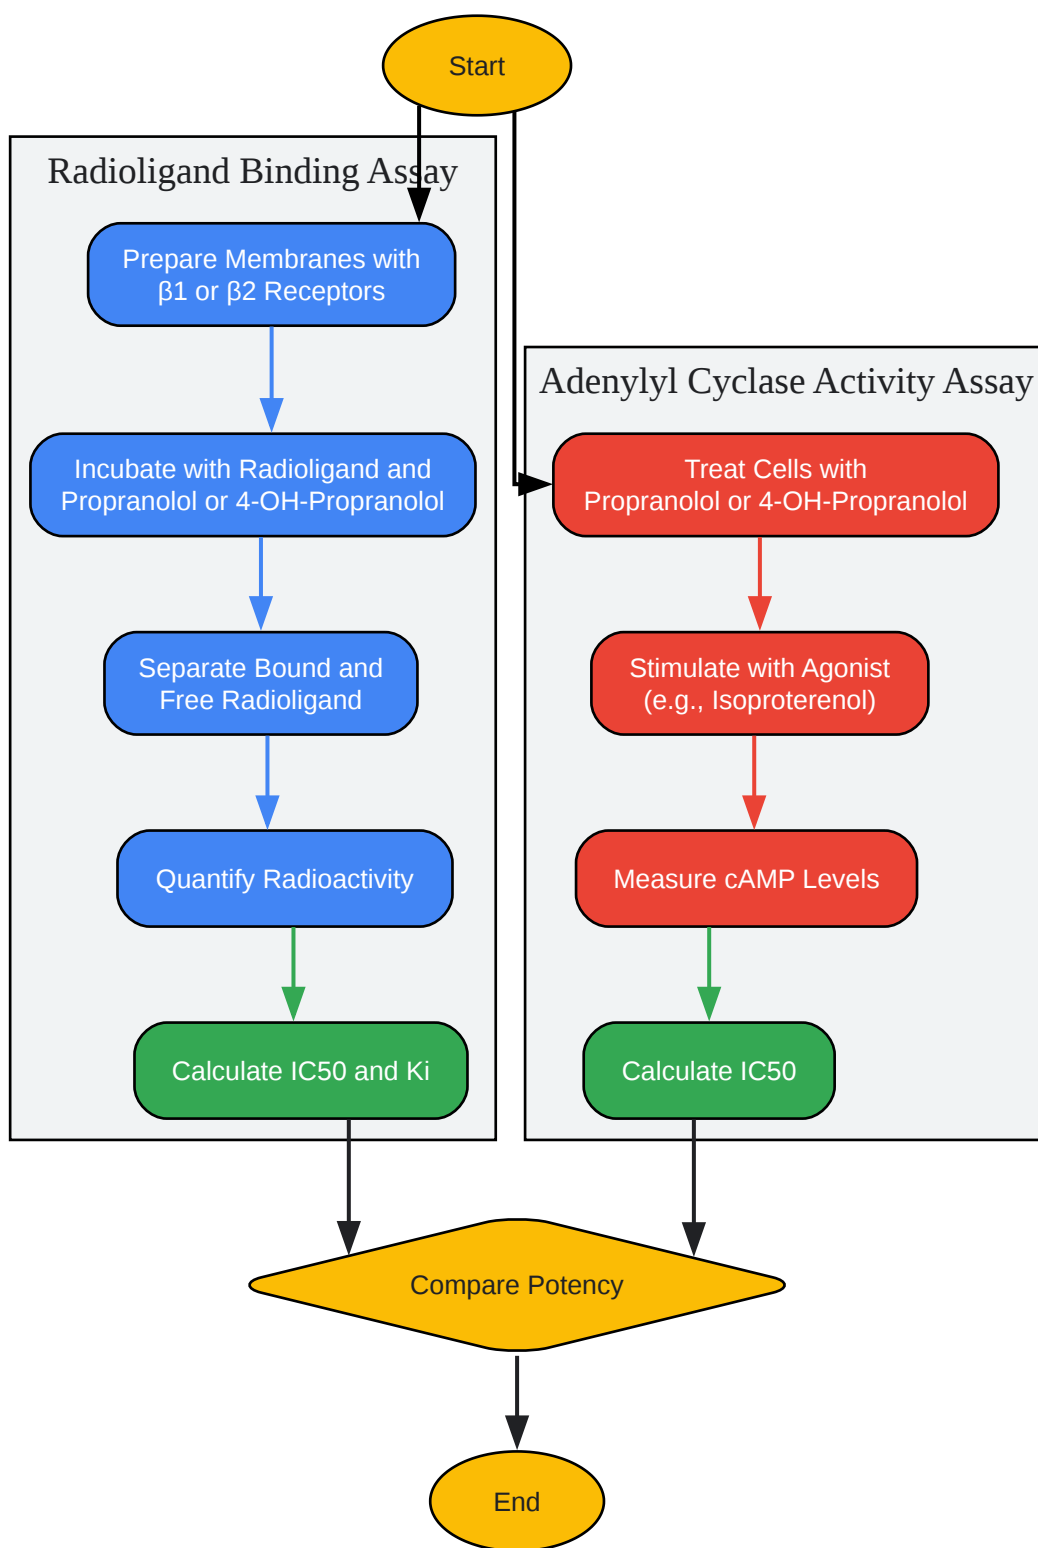 Start
Radioligand Binding Assay
Prepare Membranes with
β1 or β2 Receptors
Incubate with Radioligand and
Propranolol or 4-OH-Propranolol
Separate Bound and
Free Radioligand
Quantify Radioactivity
Calculate IC50 and Ki
Adenylyl Cyclase Activity Assay
Treat Cells with
Propranolol or 4-OH-Propranolol
Stimulate with Agonist
(e.g., Isoproterenol)
Measure cAMP Levels
Calculate IC50
Compare Potency
End